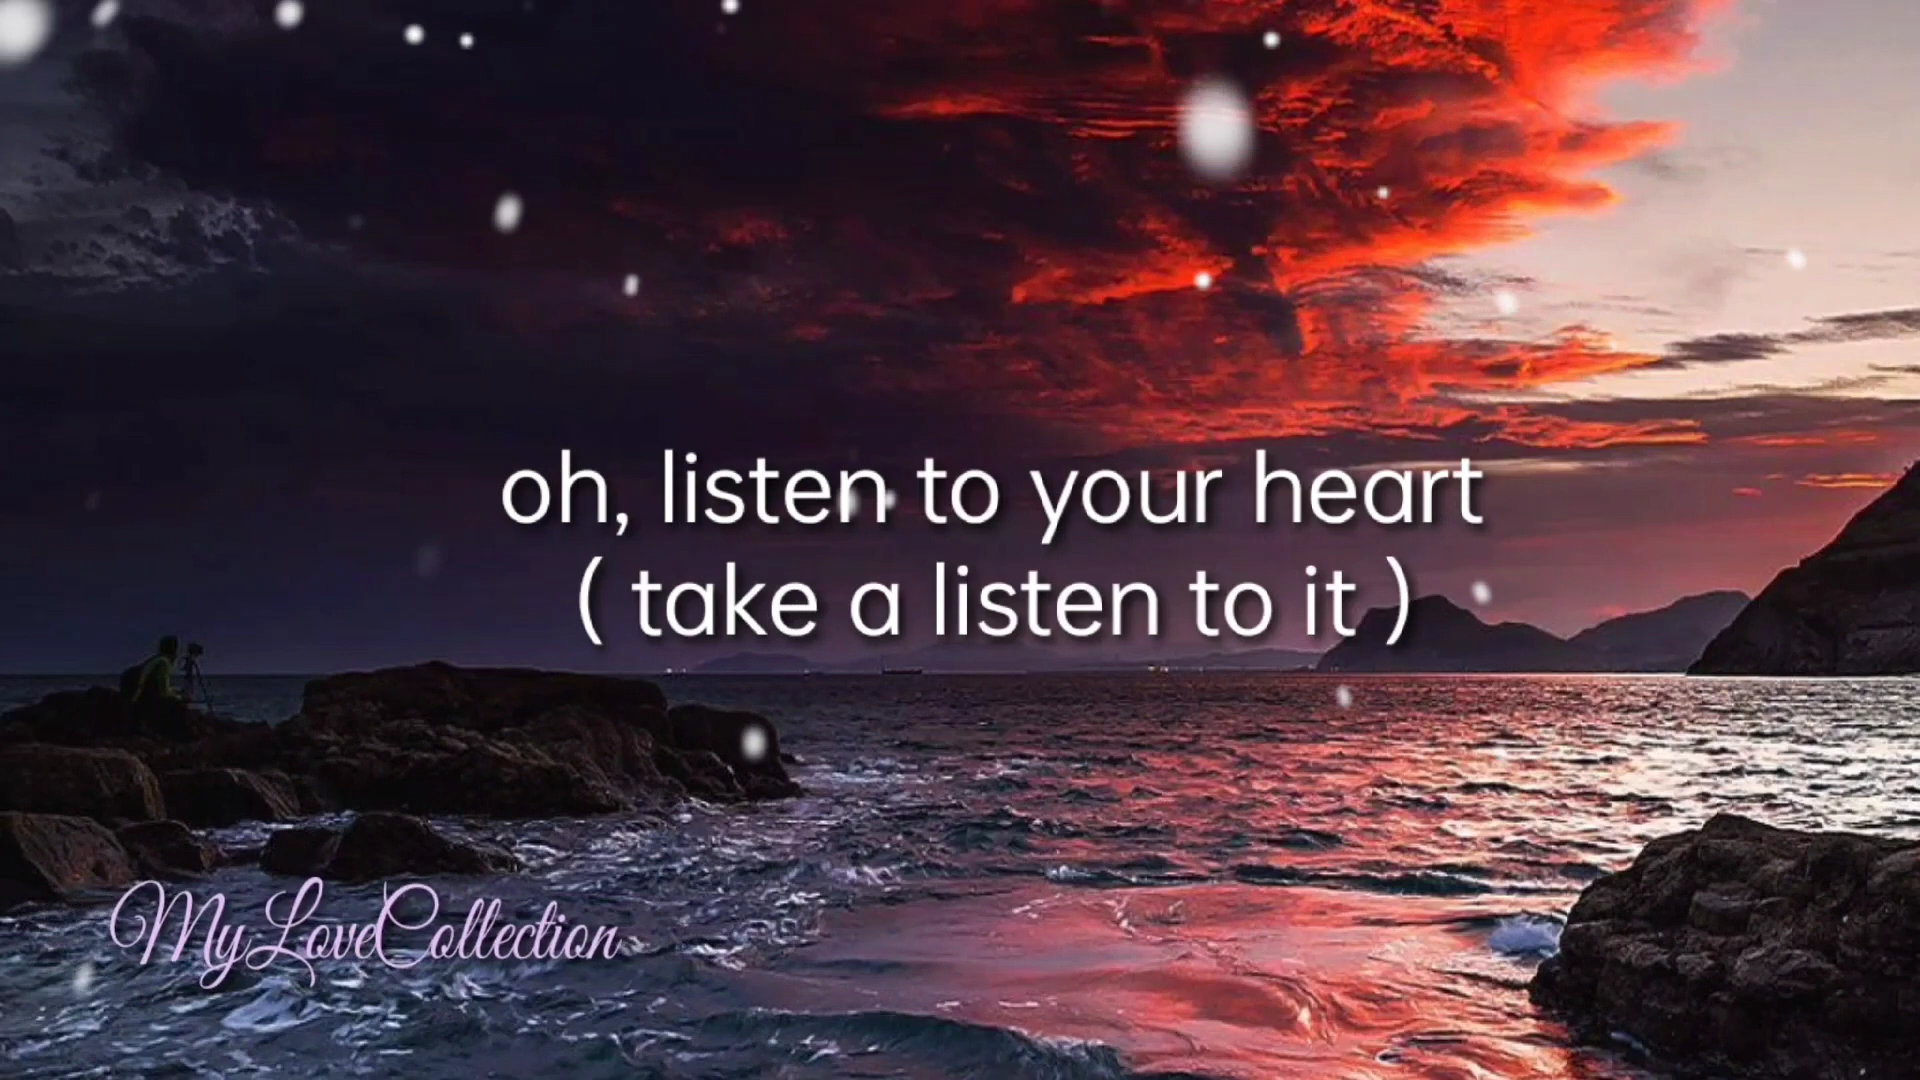 oh, listen to your heart
( take a listen to it )
MyLoveCollection